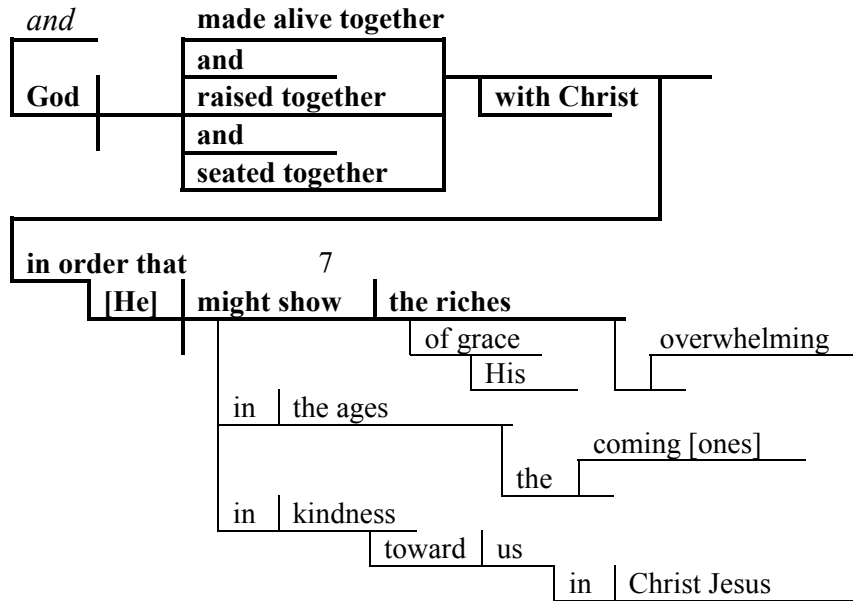 and made alive together
and
God raised together with Christ
and
seated together
in order that 7
[He] might show the riches
of grace overwhelming
His
in the ages
coming [ones]
the
in kindness
toward us
in Christ Jesus